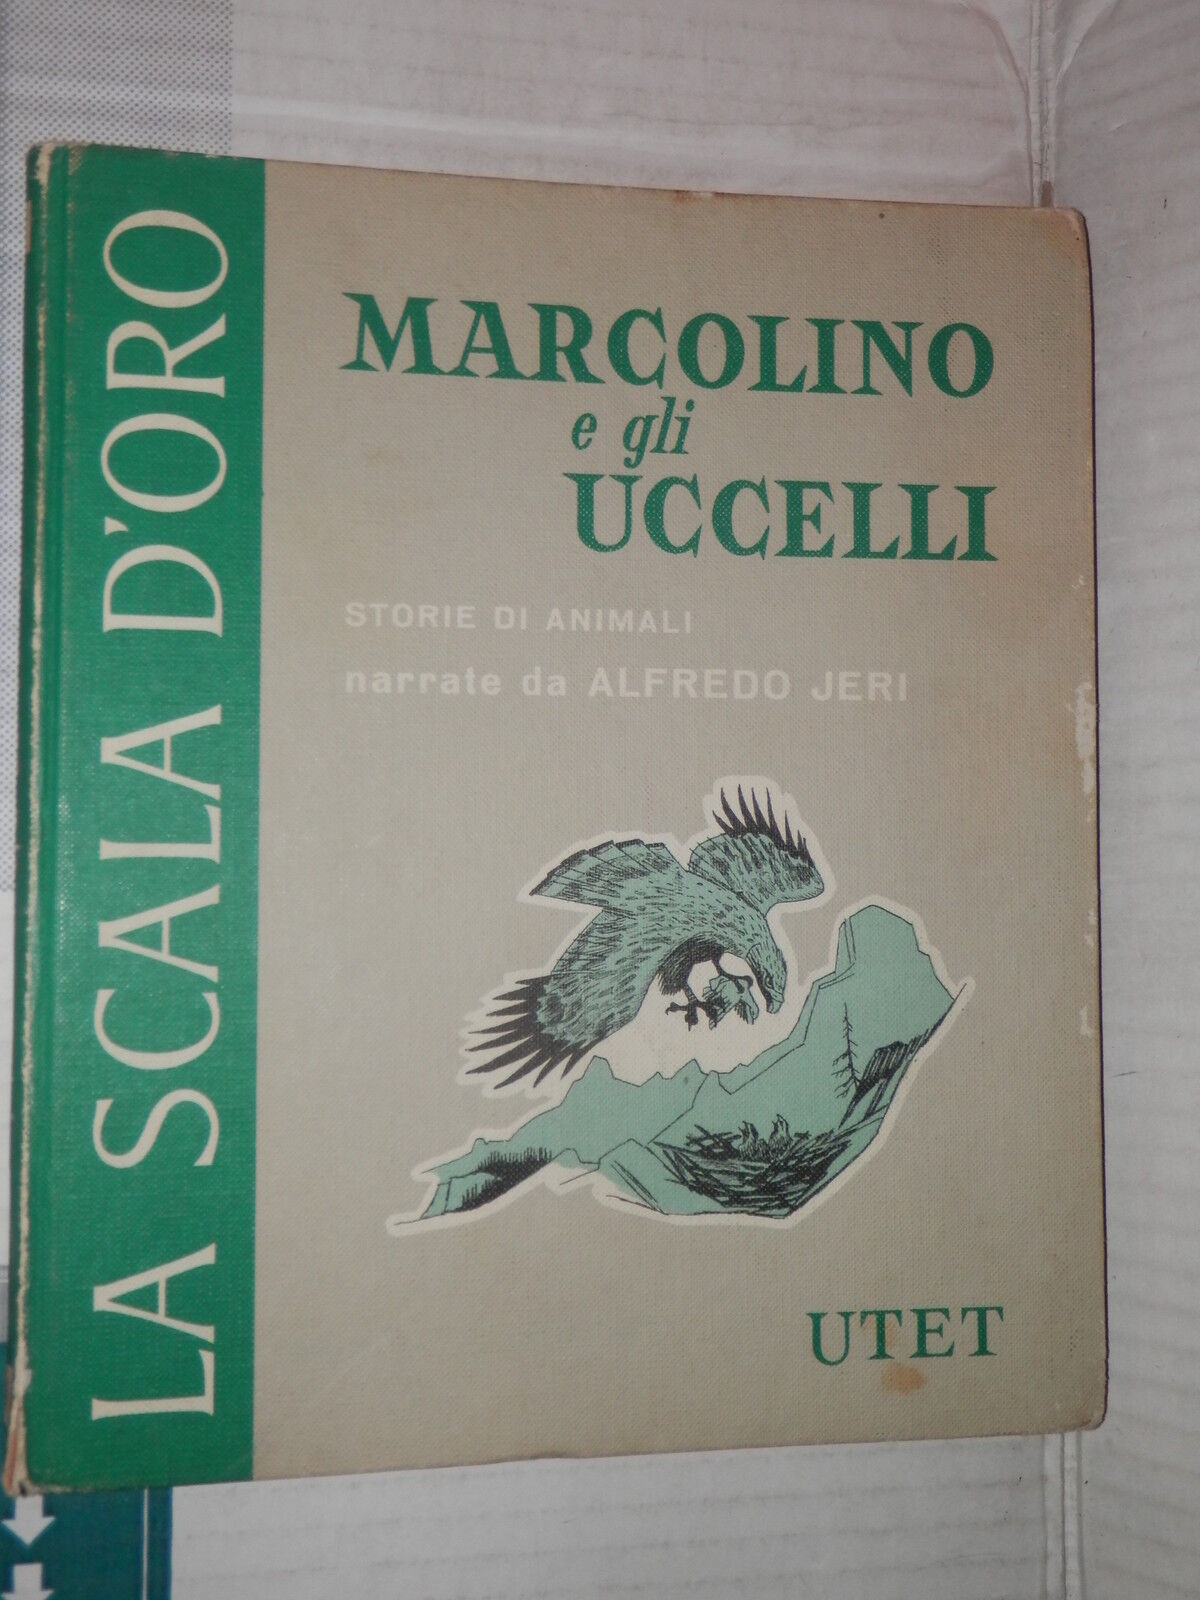 LA SCALA D'ORO
MARCOLINO
e gli
UCCELLI
STORIE DI ANIMALI
narrate da ALFREDO JERI
UTET